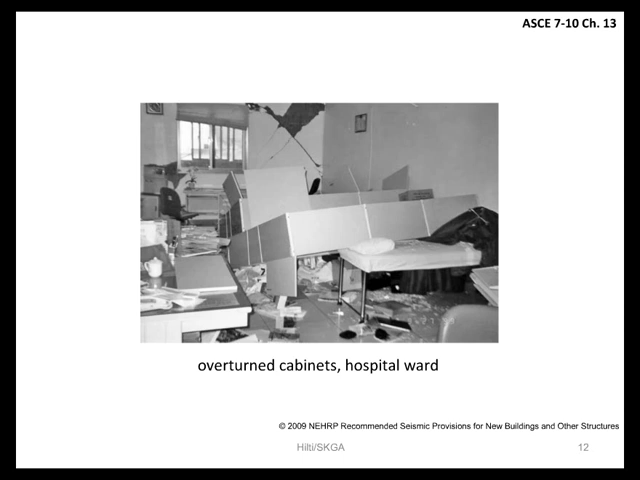 ASCE 7-10 Ch. 13
overturned cabinets, hospital ward
© 2009 NEHRP Recommended Seismic Provisions for New Buildings and Other Structures
Hilti/SKGA
12